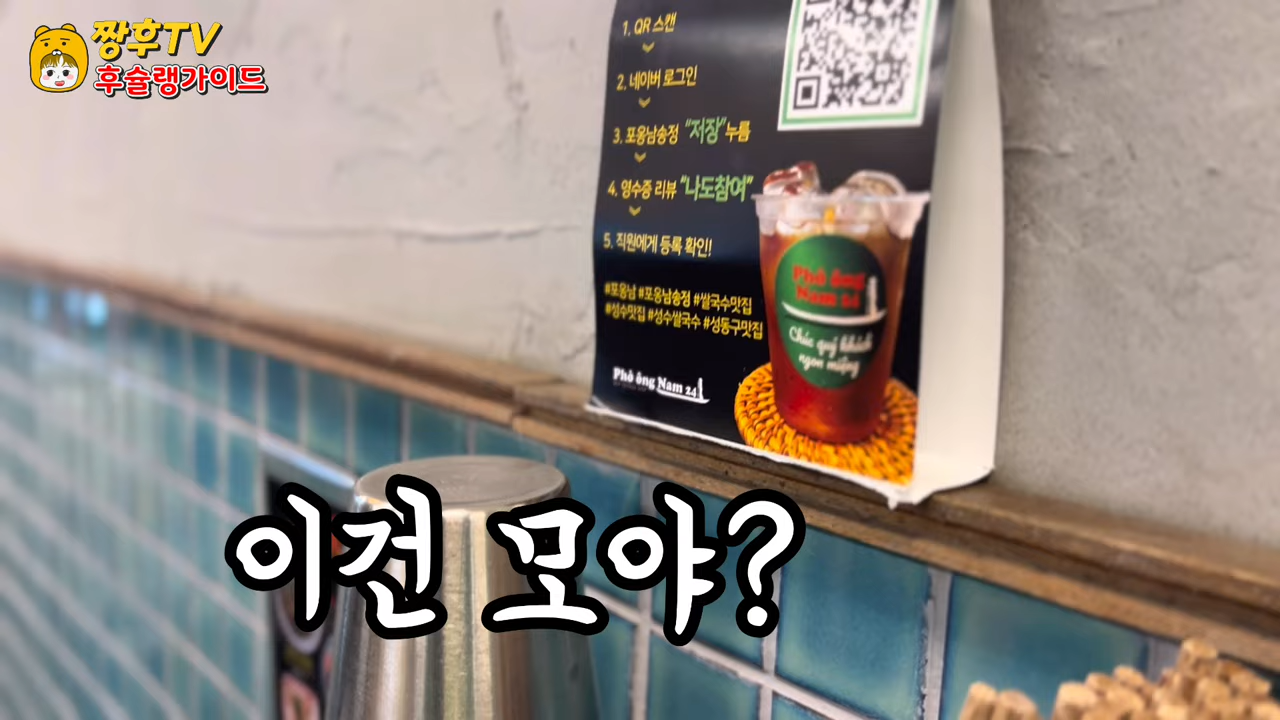 짱후TV
후슐랭가이드
1. QR 스캔
2. 네이버 로그인
3. 포옹남송정 "저장"누름
4. 영수증 리뷰 "나도참여"
5. 직원에게 등록 확인!
#포옹남 #포옹남송정 #쌀국수맛집
#성수맛집 #성수쌀국수 #성동구맛집
Phở ông Nam 24
Phở ông
Nam 24
Chúc quý khách
ngon miệng
이건 모야?